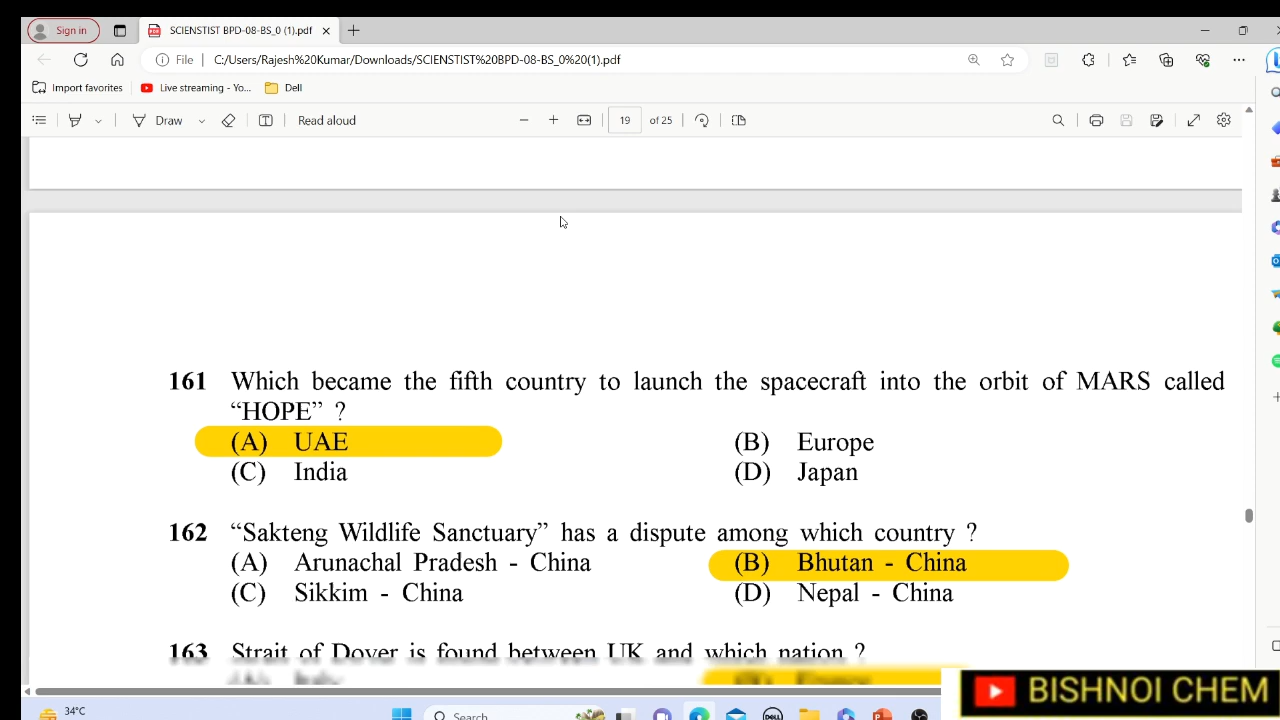 Sign in
SCIENSTIST BPD-08-BS_0 (1).pdf
File | C:/Users/Rajesh%20Kumar/Downloads/SCIENSTIST%20BPD-08-BS_0%20(1).pdf
Import favorites Live streaming - Yo... Dell
Draw Read aloud 19 of 25
161 Which became the fifth country to launch the spacecraft into the orbit of MARS called
“HOPE” ?
(A) UAE (B) Europe
(C) India (D) Japan
162 “Sakteng Wildlife Sanctuary” has a dispute among which country ?
(A) Arunachal Pradesh - China (B) Bhutan - China
(C) Sikkim - China (D) Nepal - China
163 Strait of Dover is found between UK and which nation ?
(A) Italy (B) France
BISHNOI CHEM
34°C Search